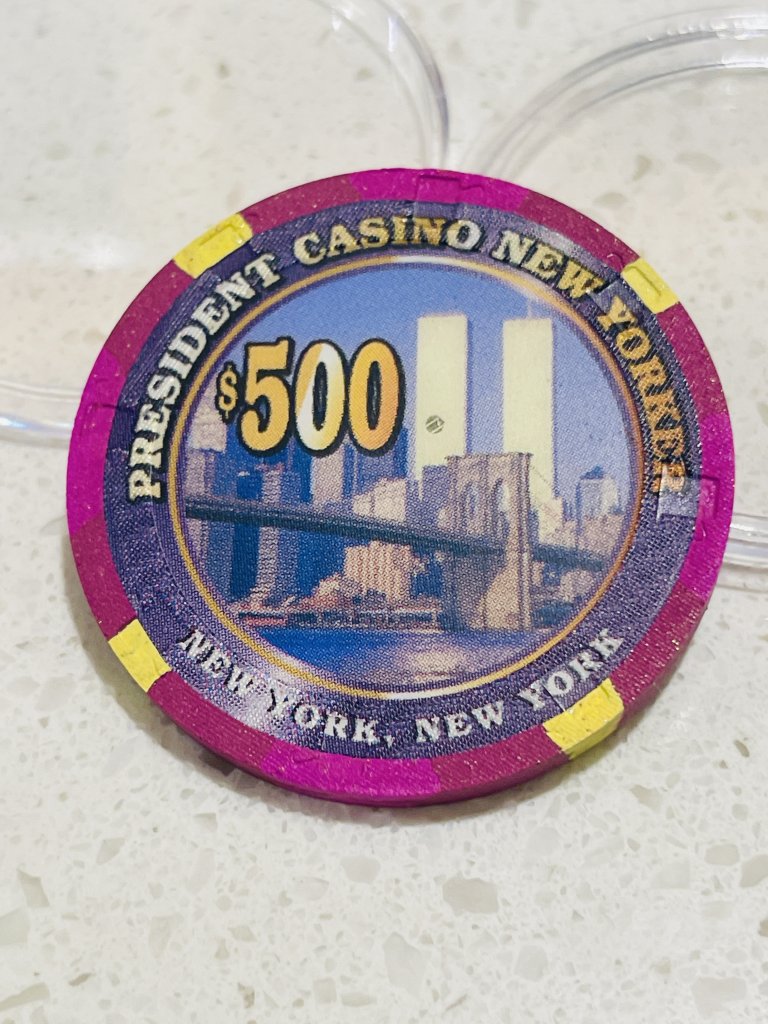 PRESIDENT CASINO NEW YORKER
$500
NEW YORK, NEW YORK